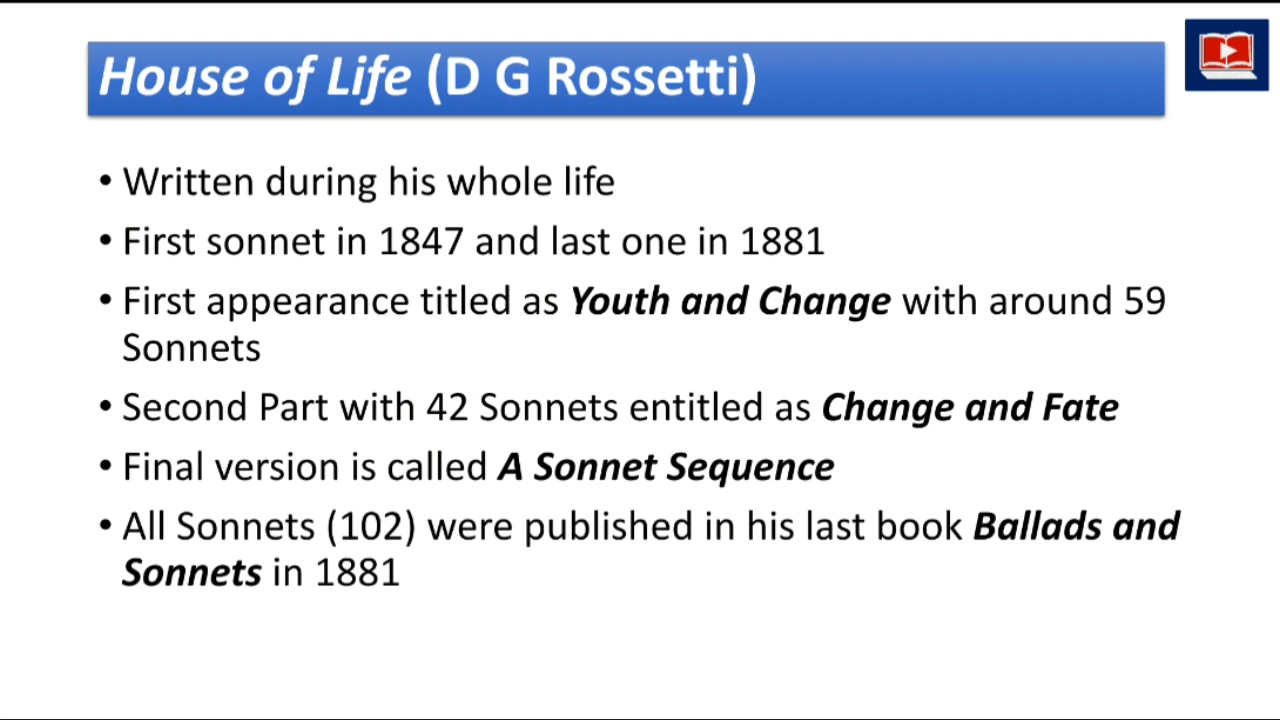 House of Life (D G Rossetti)
• Written during his whole life
• First sonnet in 1847 and last one in 1881
• First appearance titled as Youth and Change with around 59
Sonnets
• Second Part with 42 Sonnets entitled as Change and Fate
• Final version is called A Sonnet Sequence
• All Sonnets (102) were published in his last book Ballads and
Sonnets in 1881